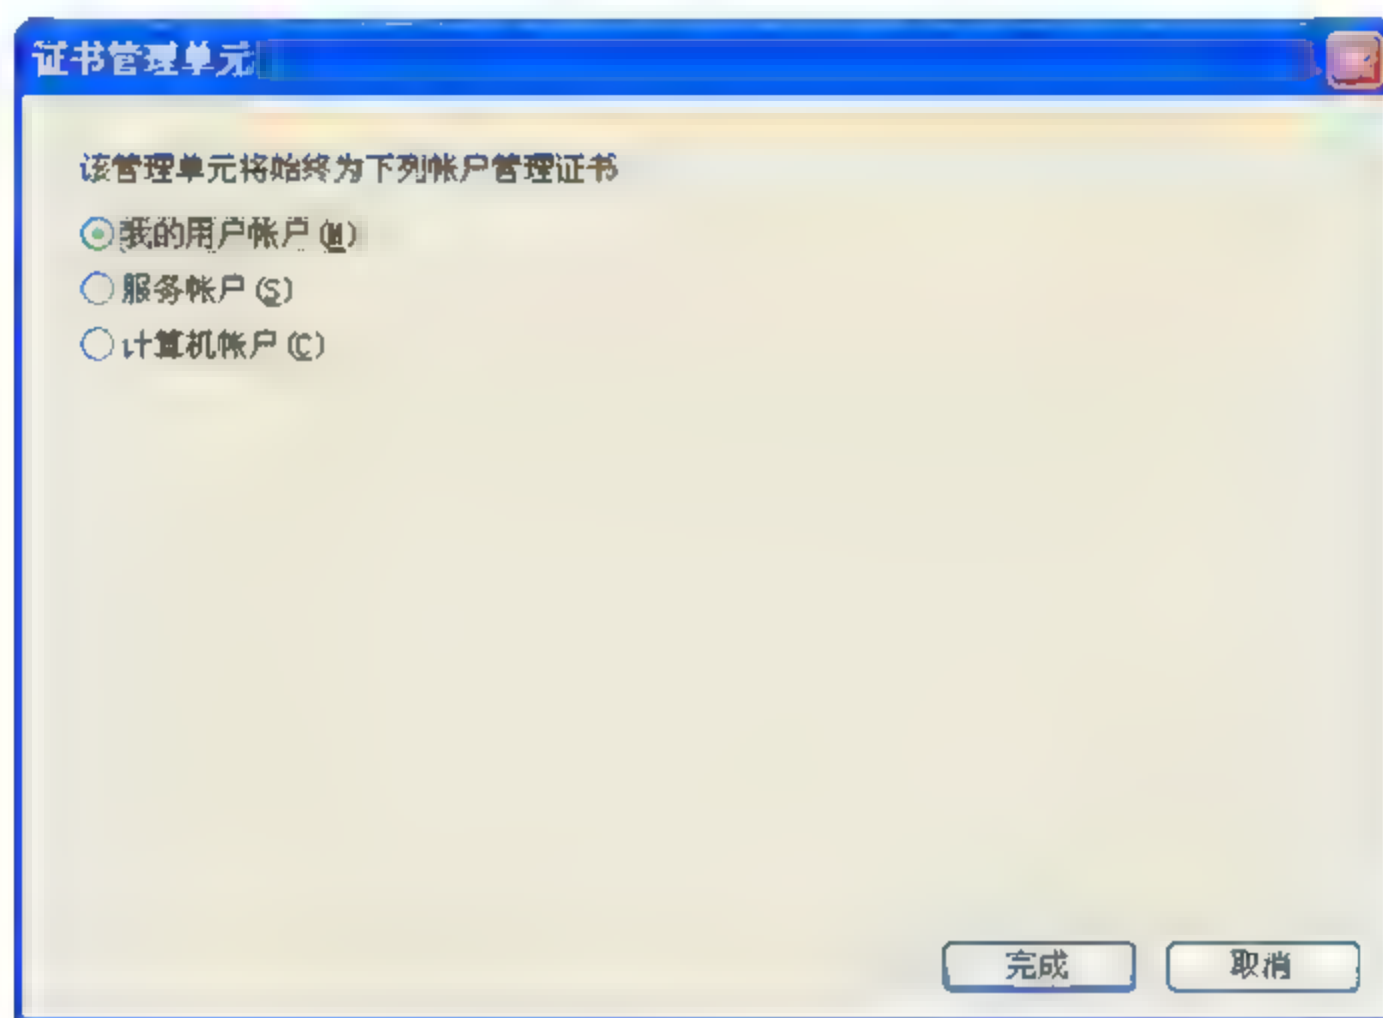 证书管理单元
该管理单元将始终为下列帐户管理证书
我的用户帐户(M)
服务帐户(S)
计算机帐户(C)
完成
取消